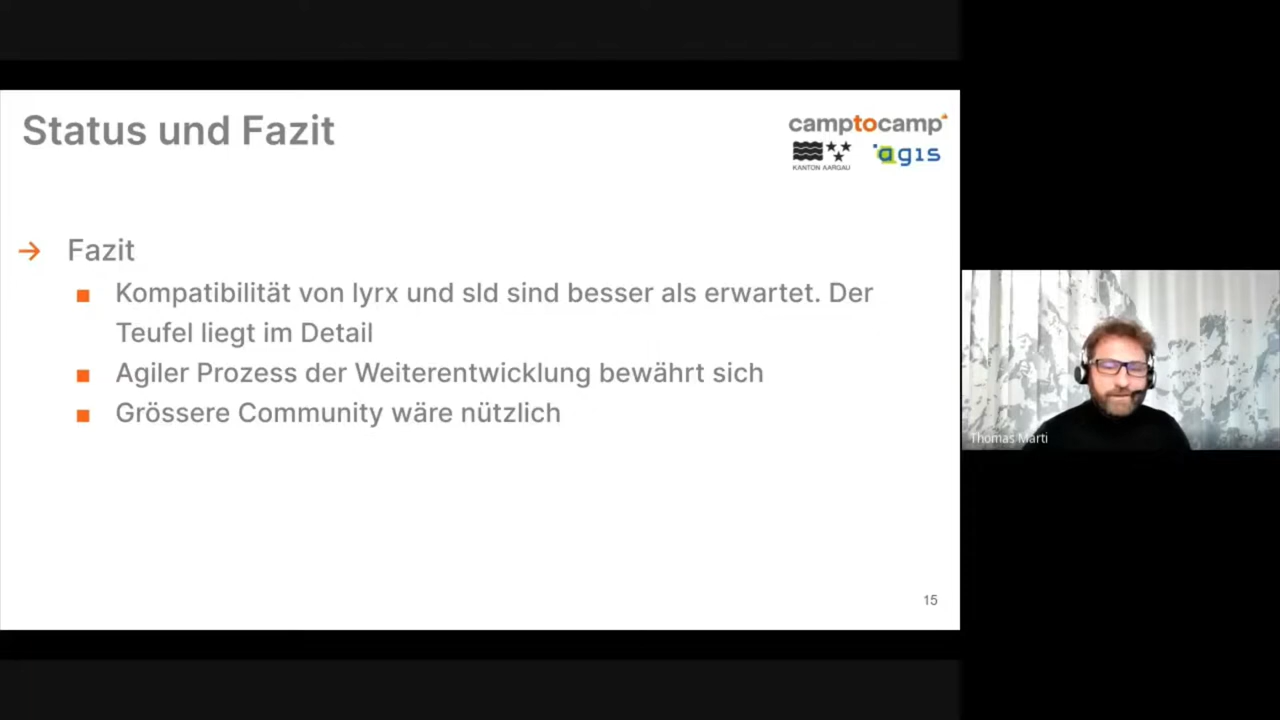 Status und Fazit
camptocamp
KANTON AARGAU
agis
→ Fazit
■ Kompatibilität von lyrx und sld sind besser als erwartet. Der
Teufel liegt im Detail
■ Agiler Prozess der Weiterentwicklung bewährt sich
■ Grössere Community wäre nützlich
Thomas Marti
15